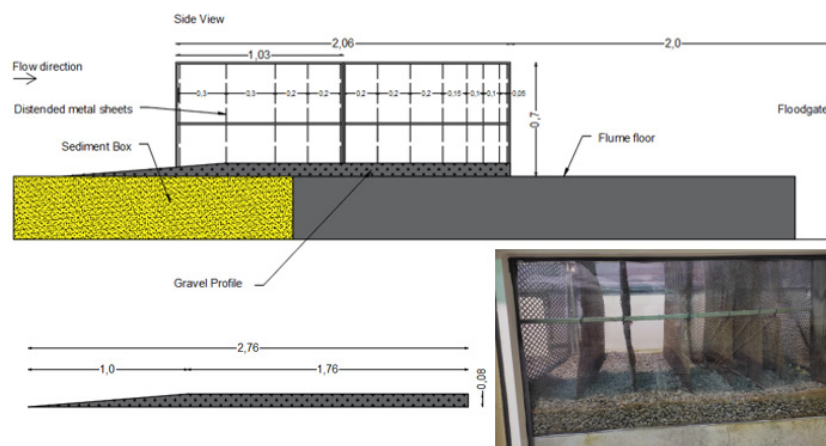 Side View
2,06
2,0
1,03
Flow direction
0,3
0,3
0,2
0,2
0,2
0,2
0,2
0,15
0,1
0,1
0,05
Distended metal sheets
0,7
Floodgate
Sediment Box
Flume floor
Gravel Profile
2,76
1,0
1,76
0,08